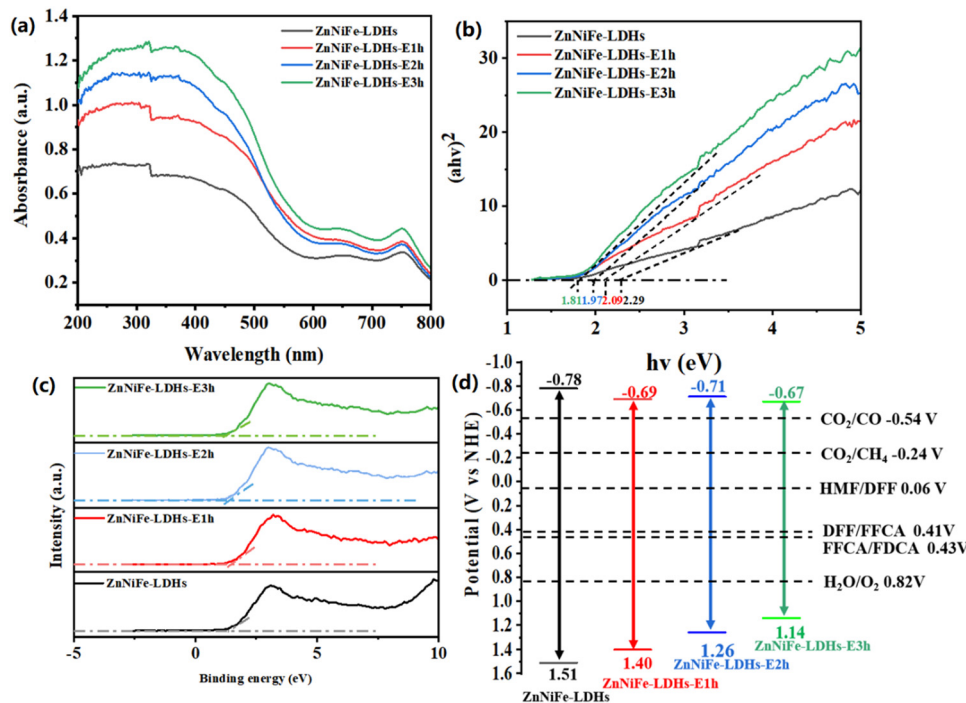 (a)
1.4
1.2
1.0
0.8
0.6
0.4
0.2
Absorbance (a.u.)
ZnNiFe-LDHs
ZnNiFe-LDHs-E1h
ZnNiFe-LDHs-E2h
ZnNiFe-LDHs-E3h
200 300 400 500 600 700 800
Wavelength (nm)
(b)
30
20
10
0
(ahv)²
ZnNiFe-LDHs
ZnNiFe-LDHs-E1h
ZnNiFe-LDHs-E2h
ZnNiFe-LDHs-E3h
1.81 1.97 2.09 2.29
1 2 3 4 5
hv (eV)
(c)
Intensity (a.u.)
ZnNiFe-LDHs-E3h
ZnNiFe-LDHs-E2h
ZnNiFe-LDHs-E1h
ZnNiFe-LDHs
-5 0 5 10
Binding energy (eV)
(d)
Potential (V vs NHE)
-1.0
-0.8
-0.6
-0.4
-0.2
0.0
0.2
0.4
0.6
0.8
1.0
1.2
1.4
1.6
-0.78 -0.69 -0.71 -0.67
CO₂/CO -0.54 V
CO₂/CH₄ -0.24 V
HMF/DFF 0.06 V
DFF/FFCA 0.41V
FFCA/FDCA 0.43V
H₂O/O₂ 0.82V
1.14
ZnNiFe-LDHs-E3h
1.26
ZnNiFe-LDHs-E2h
1.40
ZnNiFe-LDHs-E1h
1.51
ZnNiFe-LDHs